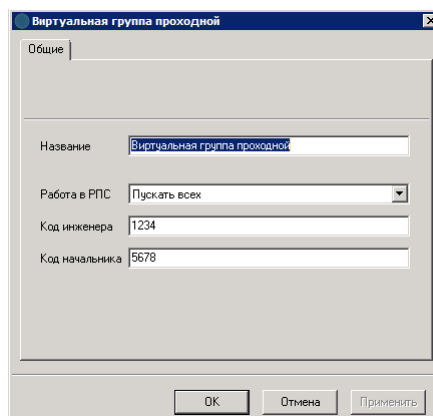 Виртуальная группа проходной
Общие
Название Виртуальная группа проходной
Работа в РПС Пускать всех
Код инженера 1234
Код начальника 5678
OK Отмена Применить